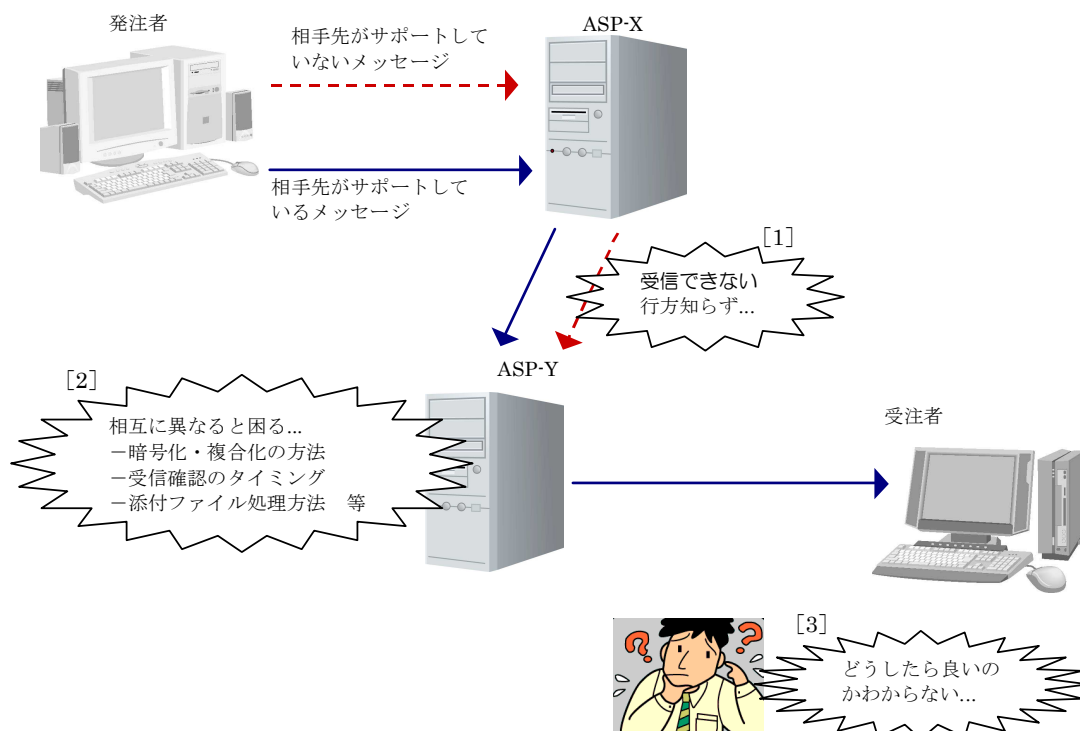 発注者
相手先がサポートして
いないメッセージ
ASP-X
相手先がサポートして
いるメッセージ
[1]
受信できない
行方知らず...
ASP-Y
[2]
相互に異なると困る...
－暗号化・複合化の方法
－受信確認のタイミング
－添付ファイル処理方法　等
受注者
[3]
どうしたら良いの
かわからない...